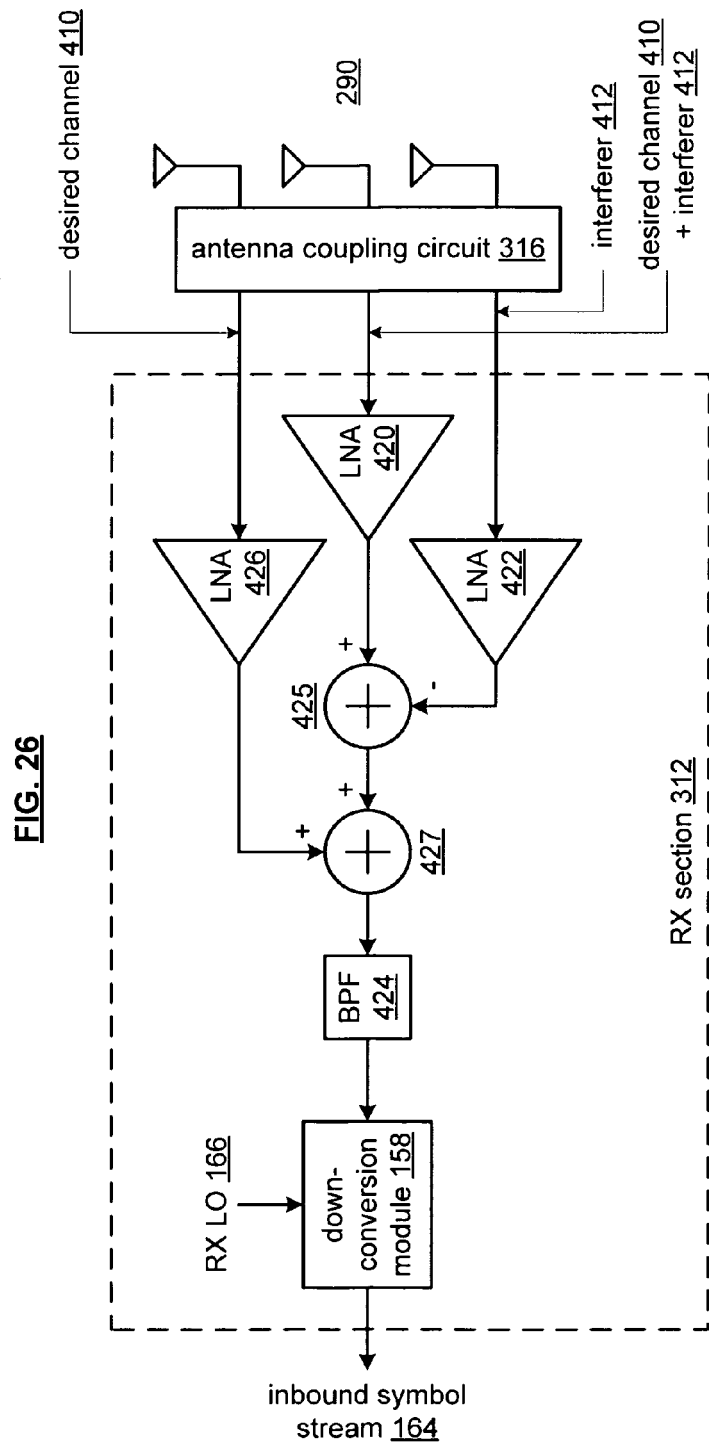 FIG. 26
desired channel 410
290
antenna coupling circuit 316
interferer 412
desired channel 410
+ interferer 412
LNA
426
LNA
420
LNA
422
+
-
425
+
+
427
BPF
424
RX LO 166
down-
conversion
module 158
RX section 312
inbound symbol
stream 164